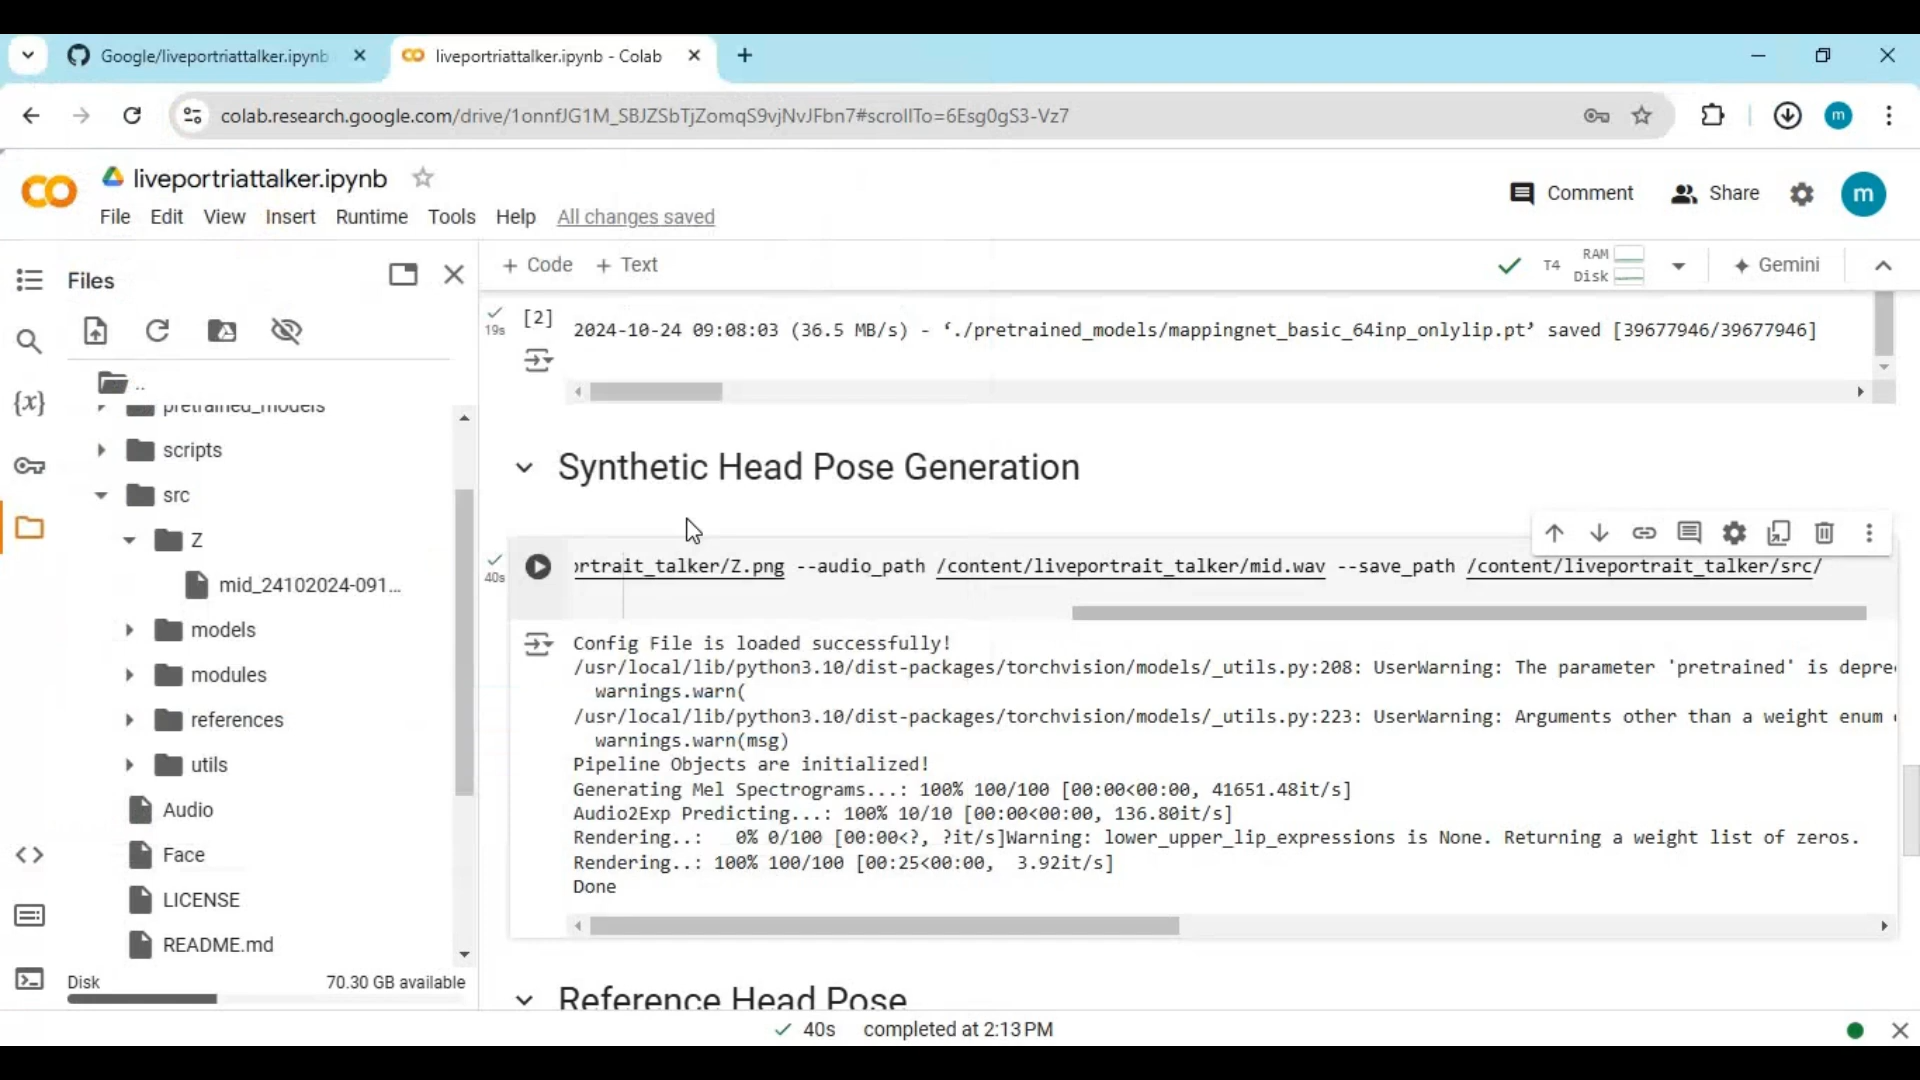 Google/liveportriattalker.ipynb
liveportriattalker.ipynb - Colab
colab.research.google.com/drive/1onnfJG1M_SBJZSbTjZomqS9vjNvJFbn7#scrollTo=6Esg0gS3-Vz7
m
liveportriattalker.ipynb
Comment
Share
m
File Edit View Insert Runtime Tools Help All changes saved
Files
+ Code + Text
T4
RAM
Disk
Gemini
..
pretrained_models
scripts
src
Z
mid_24102024-091...
models
modules
references
utils
Audio
Face
LICENSE
README.md
Disk
70.30 GB available
{x}
19s
[2]
2024-10-24 09:08:03 (36.5 MB/s) - ‘./pretrained_models/mappingnet_basic_64inp_onlylip.pt’ saved [39677946/39677946]
Synthetic Head Pose Generation
40s
ortrait_talker/Z.png --audio_path /content/liveportrait_talker/mid.wav --save_path /content/liveportrait_talker/src/
Config File is loaded successfully!
/usr/local/lib/python3.10/dist-packages/torchvision/models/_utils.py:208: UserWarning: The parameter 'pretrained' is depre
warnings.warn(
/usr/local/lib/python3.10/dist-packages/torchvision/models/_utils.py:223: UserWarning: Arguments other than a weight enum
warnings.warn(msg)
Pipeline Objects are initialized!
Generating Mel Spectrograms...: 100% 100/100 [00:00<00:00, 41651.48it/s]
Audio2Exp Predicting...: 100% 10/10 [00:00<00:00, 136.80it/s]
Rendering..:   0% 0/100 [00:00<?, ?it/s]Warning: lower_upper_lip_expressions is None. Returning a weight list of zeros.
Rendering..: 100% 100/100 [00:25<00:00,  3.92it/s]
Done
Reference Head Pose
40s completed at 2:13 PM